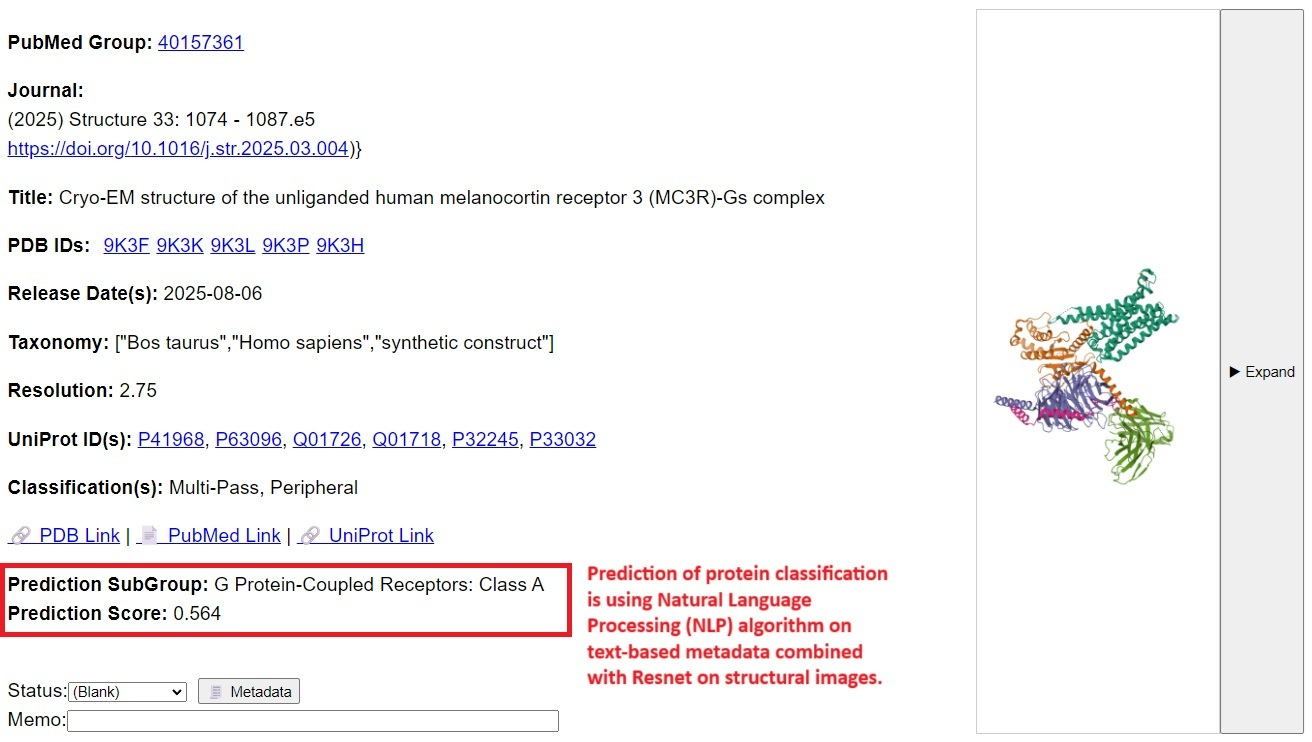 PubMed Group: 40157361
Journal:
(2025) Structure 33: 1074 - 1087.e5
https://doi.org/10.1016/j.str.2025.03.004)}
Title: Cryo-EM structure of the unliganded human melanocortin receptor 3 (MC3R)-Gs complex
PDB IDs: 9K3F 9K3K 9K3L 9K3P 9K3H
Release Date(s): 2025-08-06
Taxonomy: ["Bos taurus","Homo sapiens","synthetic construct"]
Resolution: 2.75
UniProt ID(s): P41968, P63096, Q01726, Q01718, P32245, P33032
Classification(s): Multi-Pass, Peripheral
PDB Link | PubMed Link | UniProt Link
Prediction SubGroup: G Protein-Coupled Receptors: Class A
Prediction Score: 0.564
Prediction of protein classification
is using Natural Language
Processing (NLP) algorithm on
text-based metadata combined
with Resnet on structural images.
Status: (Blank) Metadata
Memo:
▶ Expand